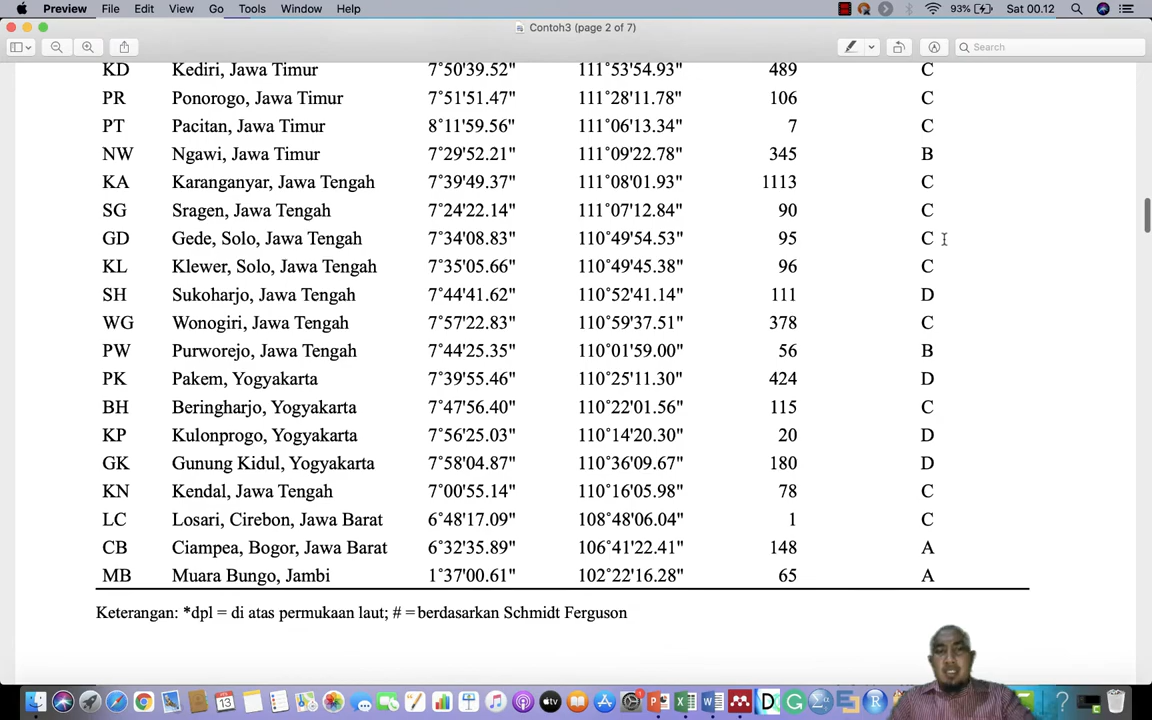 Preview File Edit View Go Tools Window Help 93% Sat 00.12
Contoh3 (page 2 of 7)
Search
KD Kediri, Jawa Timur 7˚50'39.52" 111˚53'54.93" 489 C
PR Ponorogo, Jawa Timur 7˚51'51.47" 111˚28'11.78" 106 C
PT Pacitan, Jawa Timur 8˚11'59.56" 111˚06'13.34" 7 C
NW Ngawi, Jawa Timur 7˚29'52.21" 111˚09'22.78" 345 B
KA Karanganyar, Jawa Tengah 7˚39'49.37" 111˚08'01.93" 1113 C
SG Sragen, Jawa Tengah 7˚24'22.14" 111˚07'12.84" 90 C
GD Gede, Solo, Jawa Tengah 7˚34'08.83" 110˚49'54.53" 95 C
KL Klewer, Solo, Jawa Tengah 7˚35'05.66" 110˚49'45.38" 96 C
SH Sukoharjo, Jawa Tengah 7˚44'41.62" 110˚52'41.14" 111 D
WG Wonogiri, Jawa Tengah 7˚57'22.83" 110˚59'37.51" 378 C
PW Purworejo, Jawa Tengah 7˚44'25.35" 110˚01'59.00" 56 B
PK Pakem, Yogyakarta 7˚39'55.46" 110˚25'11.30" 424 D
BH Beringharjo, Yogyakarta 7˚47'56.40" 110˚22'01.56" 115 C
KP Kulonprogo, Yogyakarta 7˚56'25.03" 110˚14'20.30" 20 D
GK Gunung Kidul, Yogyakarta 7˚58'04.87" 110˚36'09.67" 180 D
KN Kendal, Jawa Tengah 7˚00'55.14" 110˚16'05.98" 78 C
LC Losari, Cirebon, Jawa Barat 6˚48'17.09" 108˚48'06.04" 1 C
CB Ciampea, Bogor, Jawa Barat 6˚32'35.89" 106˚41'22.41" 148 A
MB Muara Bungo, Jambi 1˚37'00.61" 102˚22'16.28" 65 A
Keterangan: *dpl = di atas permukaan laut; # = berdasarkan Schmidt Ferguson